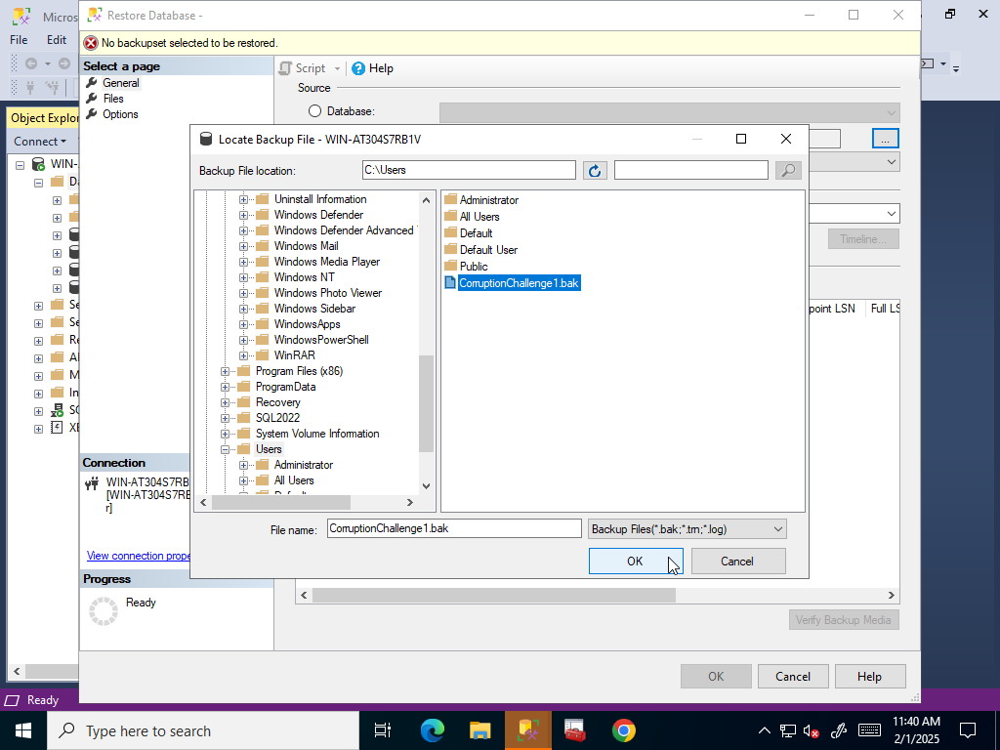 Micros
Restore Database -
File
Edit
No backupset selected to be restored.
Select a page
General
Files
Options
Script
Help
Source
Database:
...
Timeline...
point LSN
Full LS
Object Explor
Connect
WIN-
Da
Se
Se
Re
Al
M
In
SQ
XE
Locate Backup File - WIN-AT304S7RB1V
Backup File location:
C:\Users
Uninstall Information
Windows Defender
Windows Defender Advanced
Windows Mail
Windows Media Player
Windows NT
Windows Photo Viewer
Windows Sidebar
WindowsApps
WindowsPowerShell
WinRAR
Program Files (x86)
ProgramData
Recovery
SQL2022
System Volume Information
Users
Administrator
All Users
Administrator
All Users
Default
Default User
Public
CorruptionChallenge1.bak
File name:
CorruptionChallenge1.bak
Backup Files(*.bak;*.trn;*.log)
OK
Cancel
Connection
WIN-AT304S7RB
[WIN-AT304S7RE
r]
View connection prope
Progress
Ready
Verify Backup Media
OK
Cancel
Help
Ready
Type here to search
11:40 AM
2/1/2025